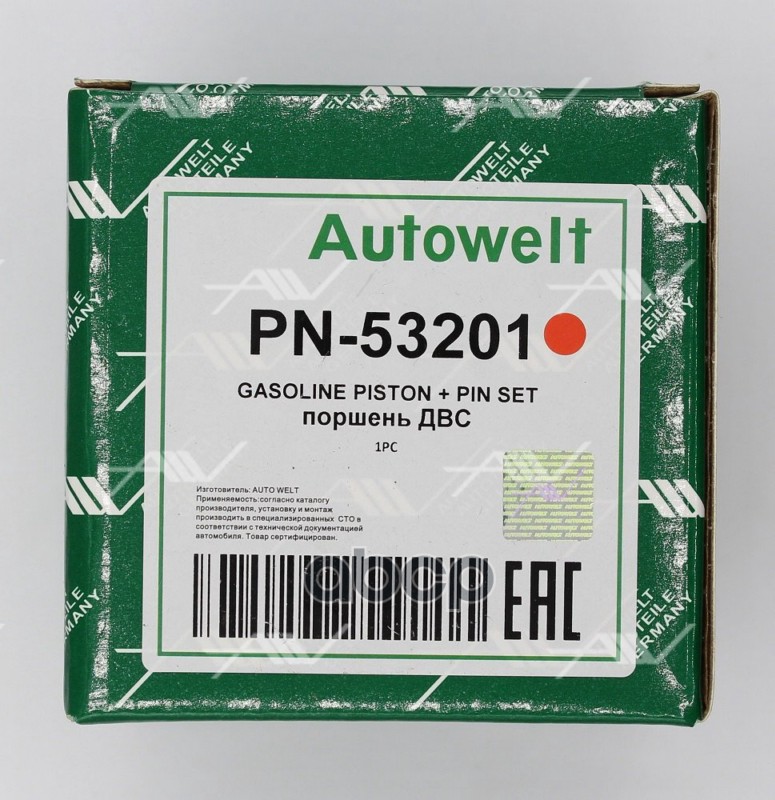 Autowelt
PN-53201
GASOLINE PISTON + PIN SET
поршень ДВС
1PC
Изготовитель: AUTO WELT
Применяемость: согласно каталогу
производителя, установку и монтаж
производить в специализированных СТО в
соответствии с технической документацией
автомобиля. Товар сертифицирован.
abcp
EAC